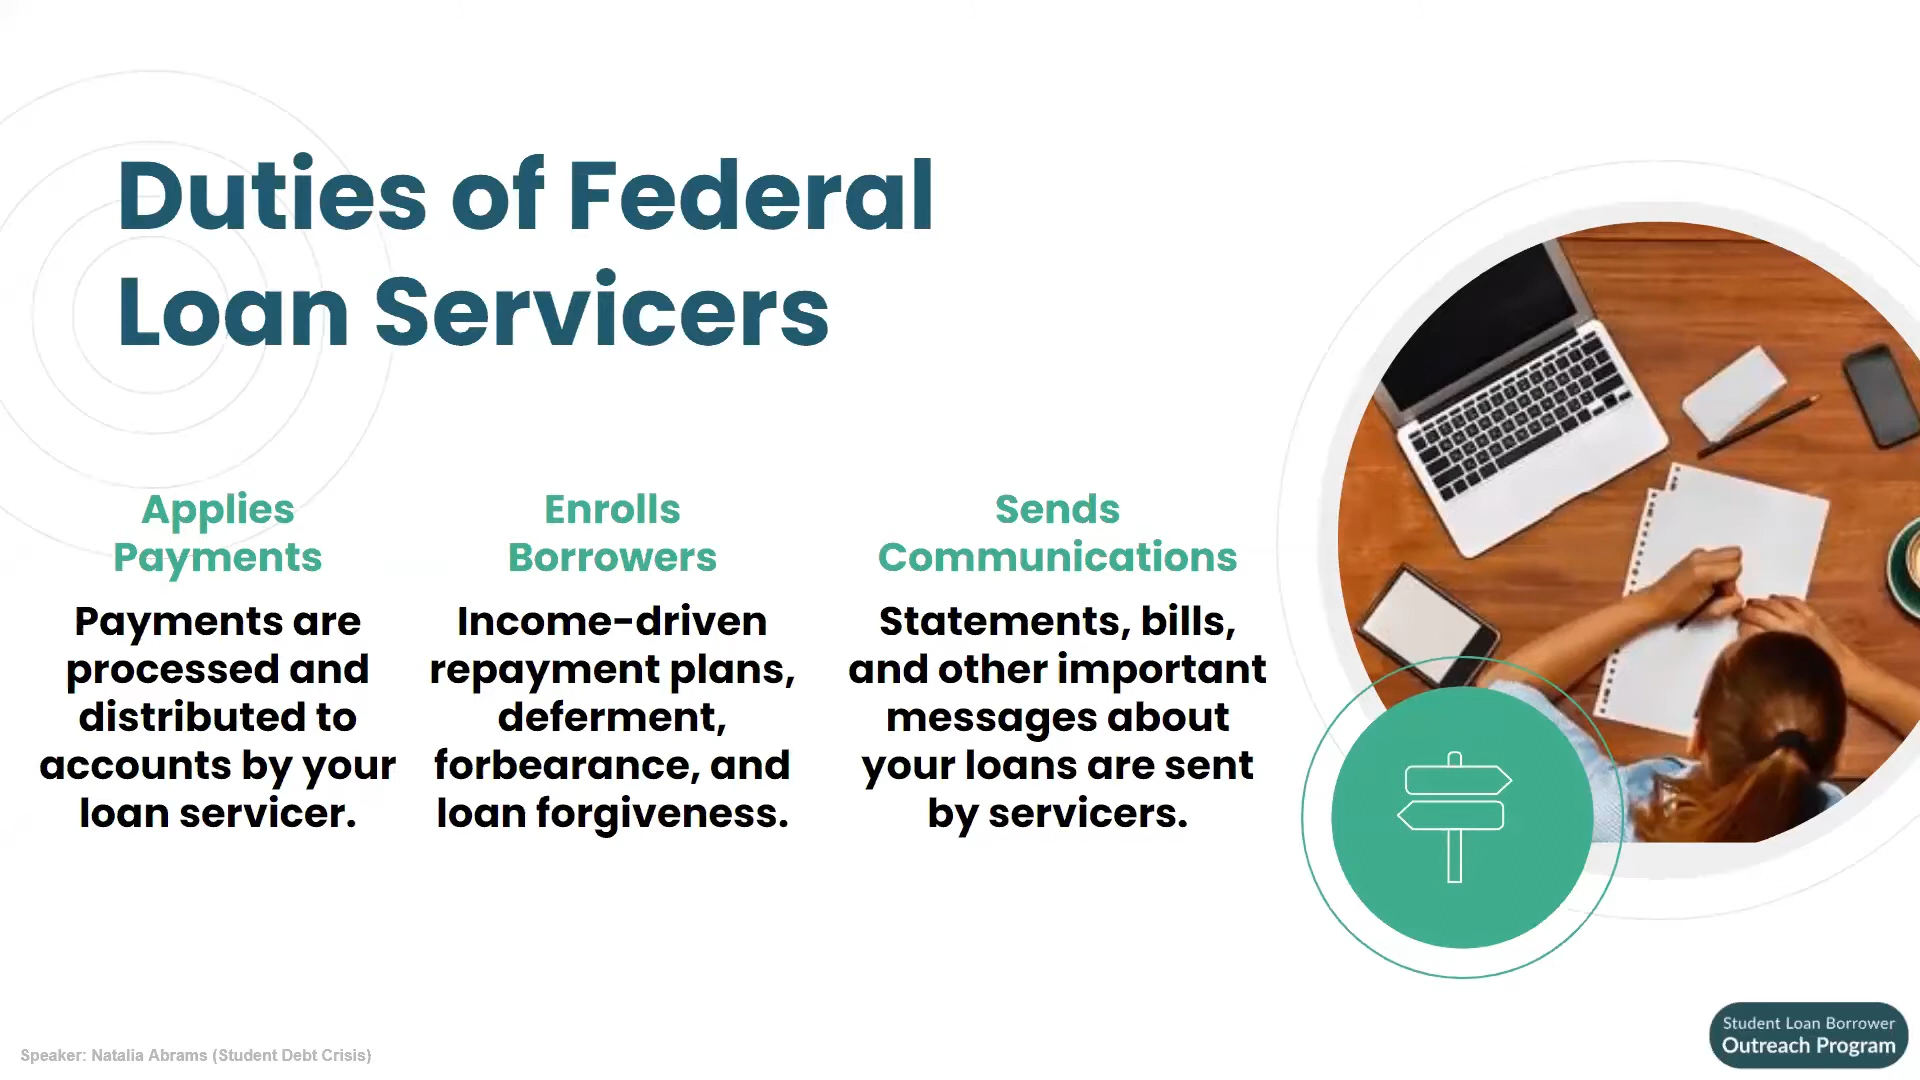 Duties of Federal
Loan Servicers
Applies
Payments
Payments are
processed and
distributed to
accounts by your
loan servicer.
Enrolls
Borrowers
Income-driven
repayment plans,
deferment,
forbearance, and
loan forgiveness.
Sends
Communications
Statements, bills,
and other important
messages about
your loans are sent
by servicers.
Speaker: Natalia Abrams (Student Debt Crisis)
Student Loan Borrower
Outreach Program